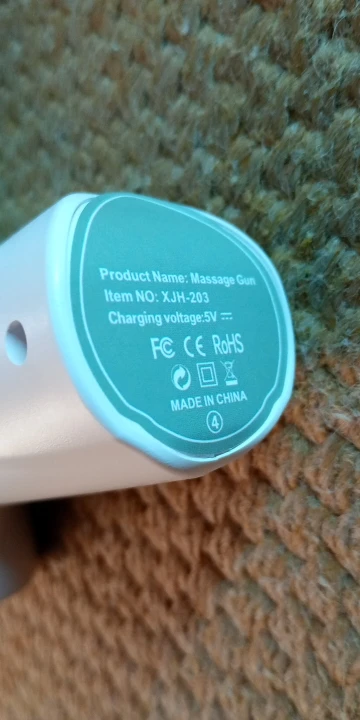 Product Name: Massage Gun
Item NO: XJH-203
Charging voltage:5V ⎓
FC CE RoHS
MADE IN CHINA
④